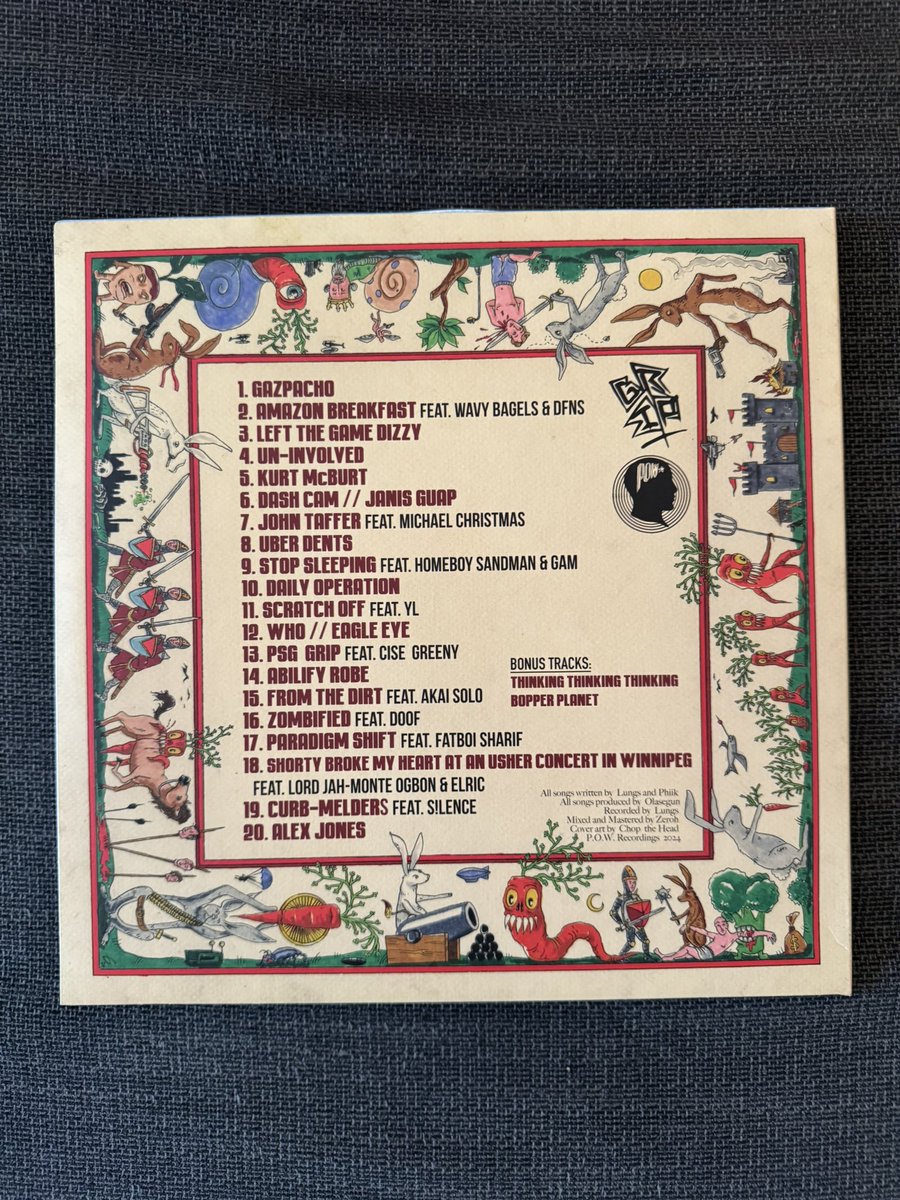 1. GAZPACHO
2. AMAZON BREAKFAST FEAT. WAVY BAGELS & DFNS
3. LEFT THE GAME DIZZY
4. UN-INVOLVED
5. KURT McBURT
6. DASH CAM // JANIS GUAP
7. JOHN TAFFER FEAT. MICHAEL CHRISTMAS
8. UBER DENTS
9. STOP SLEEPING FEAT. HOMEBOY SANDMAN & GAM
10. DAILY OPERATION
11. SCRATCH OFF FEAT. YL
12. WHO // EAGLE EYE
13. PSG GRIP FEAT. CISE GREENY
14. ABILIFY ROBE
15. FROM THE DIRT FEAT. AKAI SOLO
16. ZOMBIFIED FEAT. DOOF
17. PARADIGM SHIFT FEAT. FATBOI SHARIF
18. SHORTY BROKE MY HEART AT AN USHER CONCERT IN WINNIPEG
FEAT. LORD JAH-MONTE OGBON & ELRIC
19. CURB-MELDERS FEAT. S!LENCE
20. ALEX JONES
GRIPT
POW
BONUS TRACKS:
THINKING THINKING THINKING
BOPPER PLANET
All songs written by Lungs and Phiik
All songs produced by Olasegun
Recorded by Lungs
Mixed and Mastered by Zeroh
Cover art by Chop the Head
P.O.W. Recordings 2024